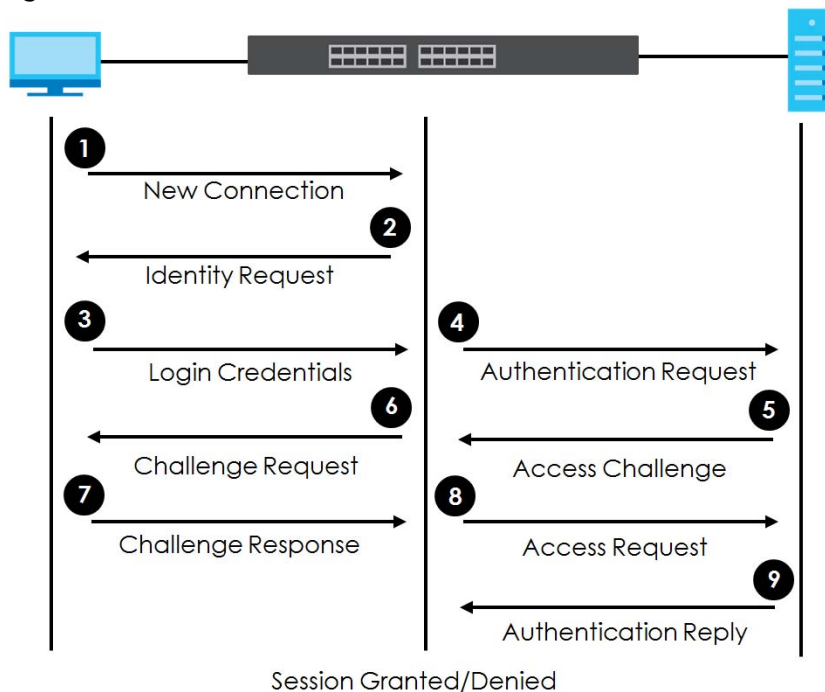 1
New Connection
2
Identity Request
3
Login Credentials
4
Authentication Request
5
Access Challenge
6
Challenge Request
7
Challenge Response
8
Access Request
9
Authentication Reply
Session Granted/Denied